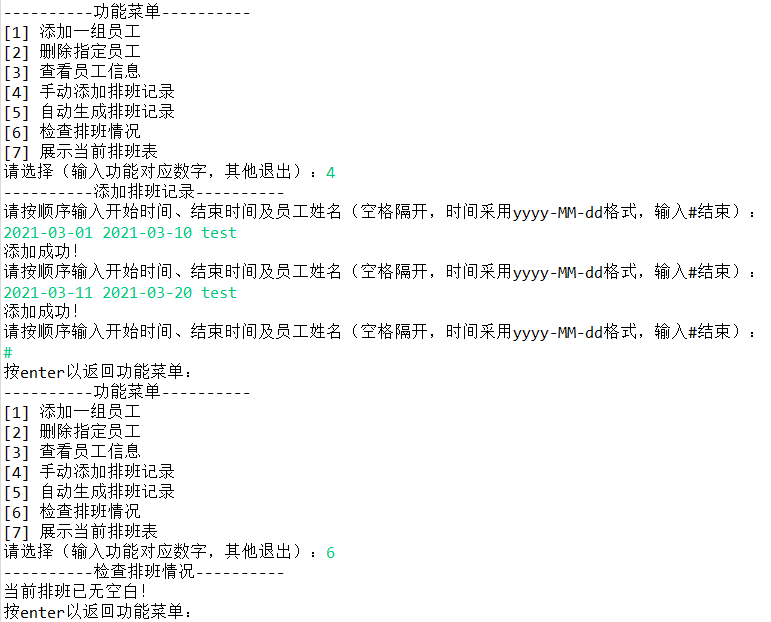 ----------功能菜单----------
[1] 添加一组员工
[2] 删除指定员工
[3] 查看员工信息
[4] 手动添加排班记录
[5] 自动生成排班记录
[6] 检查排班情况
[7] 展示当前排班表
请选择（输入功能对应数字，其他退出）：4
----------添加排班记录----------
请按顺序输入开始时间、结束时间及员工姓名（空格隔开，时间采用yyyy-MM-dd格式，输入#结束）：
2021-03-01 2021-03-10 test
添加成功！
请按顺序输入开始时间、结束时间及员工姓名（空格隔开，时间采用yyyy-MM-dd格式，输入#结束）：
2021-03-11 2021-03-20 test
添加成功！
请按顺序输入开始时间、结束时间及员工姓名（空格隔开，时间采用yyyy-MM-dd格式，输入#结束）：
#
按enter以返回功能菜单：
----------功能菜单----------
[1] 添加一组员工
[2] 删除指定员工
[3] 查看员工信息
[4] 手动添加排班记录
[5] 自动生成排班记录
[6] 检查排班情况
[7] 展示当前排班表
请选择（输入功能对应数字，其他退出）：6
----------检查排班情况----------
当前排班已无空白！
按enter以返回功能菜单：